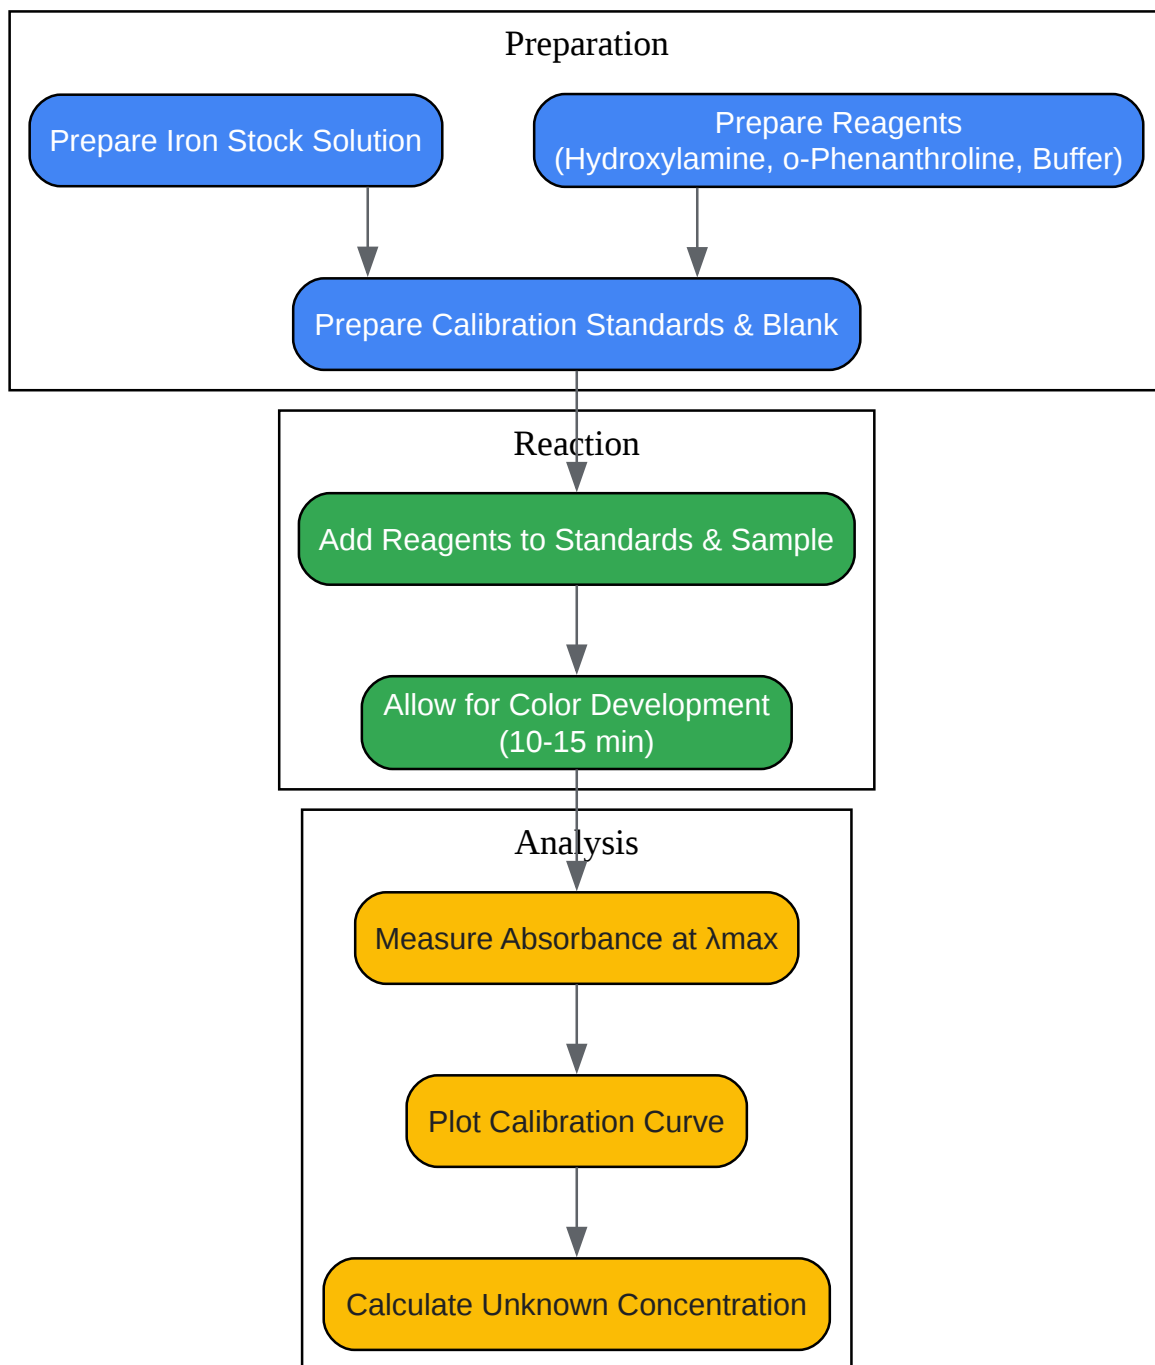 Preparation
Prepare Iron Stock Solution
Prepare Reagents
(Hydroxylamine, o-Phenanthroline, Buffer)
Prepare Calibration Standards & Blank
Reaction
Add Reagents to Standards & Sample
Allow for Color Development
(10-15 min)
Analysis
Measure Absorbance at λmax
Plot Calibration Curve
Calculate Unknown Concentration